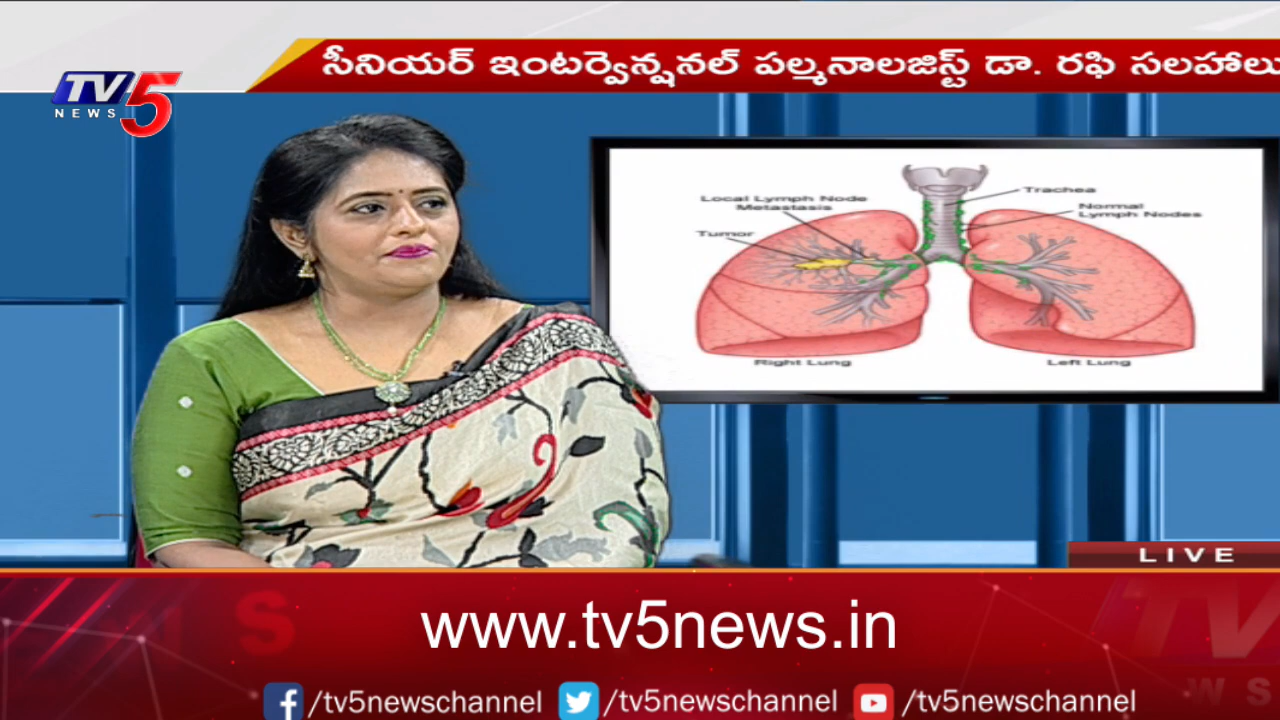 సీనియర్ ఇంటర్వెన్షనల్ పల్మనాలజిస్ట్ డా. రఫి సలహాలు
TV5
NEWS
Trachea
Local Lymph Node
Metastasis
Normal
Lymph Nodes
Tumor
Right Lung
Left Lung
LIVE
www.tv5news.in
/tv5newschannel
/tv5newschannel
/tv5newschannel